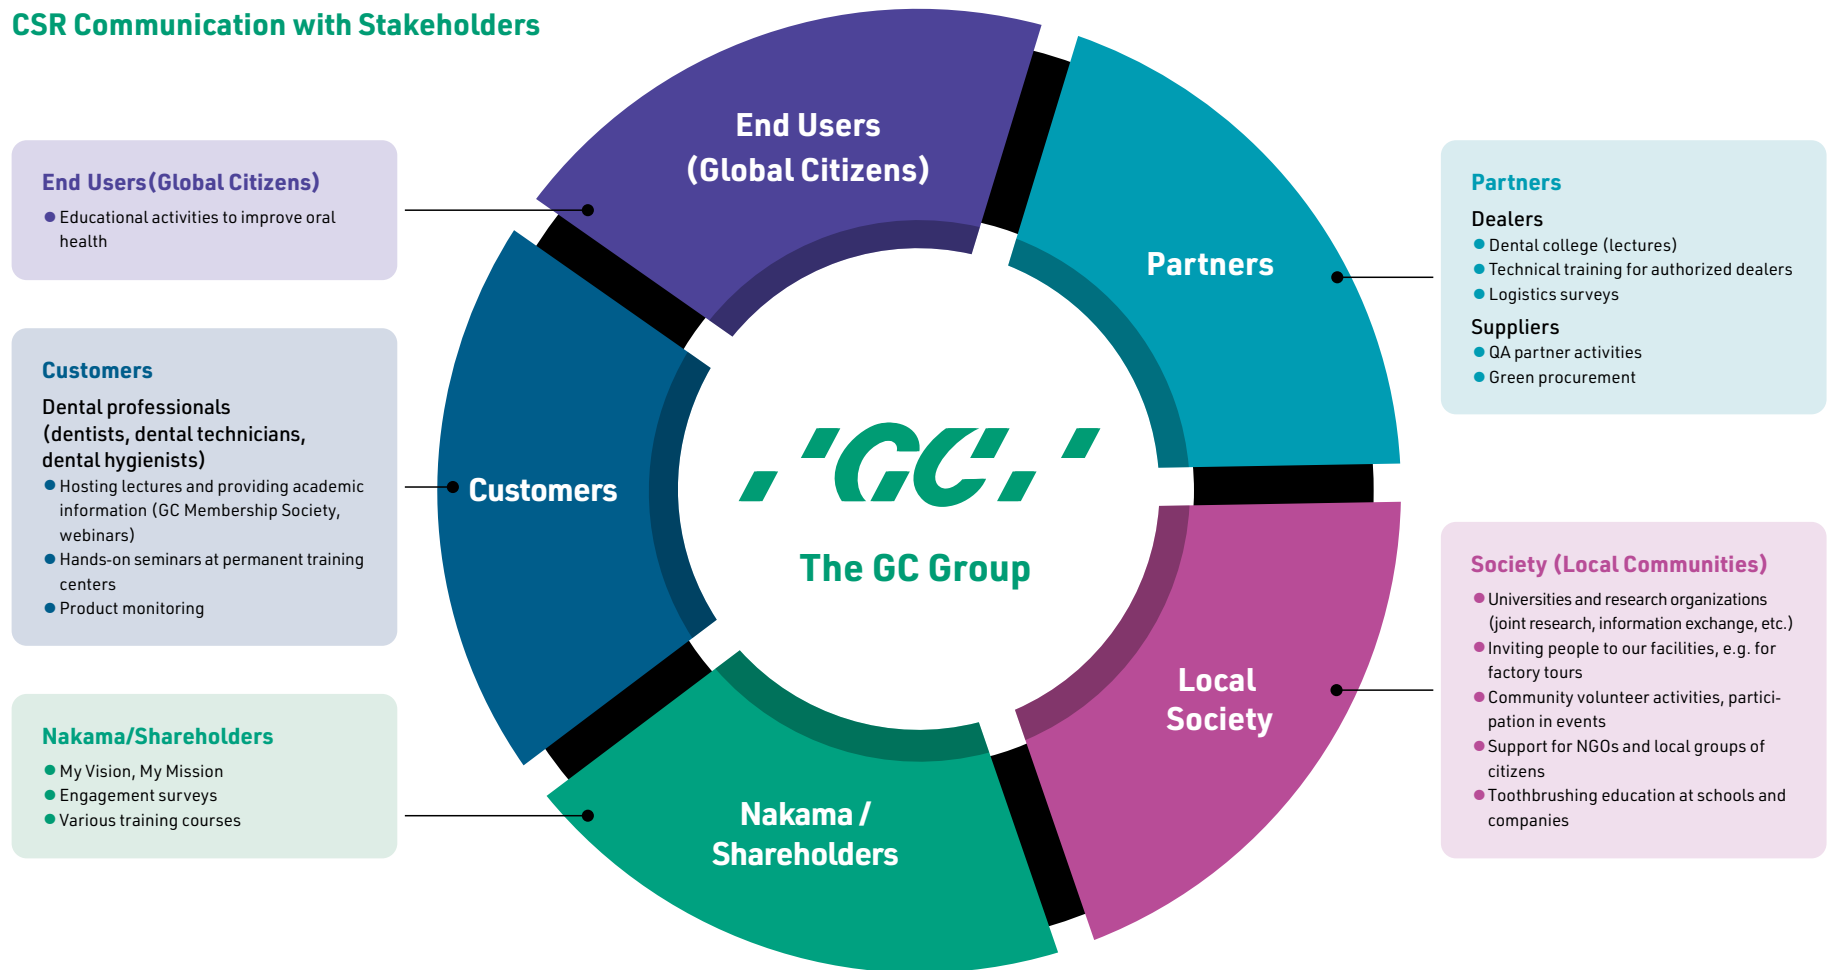 CSR Communication with Stakeholders
End Users(Global Citizens)
● Educational activities to improve oral
health
Customers
Dental professionals
(dentists, dental technicians,
dental hygienists)
● Hosting lectures and providing academic
information (GC Membership Society,
webinars)
● Hands-on seminars at permanent training
centers
● Product monitoring
Nakama/Shareholders
● My Vision, My Mission
● Engagement surveys
● Various training courses
End Users
(Global Citizens)
Partners
Customers
GC
The GC Group
Local
Society
Nakama /
Shareholders
Partners
Dealers
● Dental college (lectures)
● Technical training for authorized dealers
● Logistics surveys
Suppliers
● QA partner activities
● Green procurement
Society (Local Communities)
● Universities and research organizations
(joint research, information exchange, etc.)
● Inviting people to our facilities, e.g. for
factory tours
● Community volunteer activities, partici-
pation in events
● Support for NGOs and local groups of
citizens
● Toothbrushing education at schools and
companies